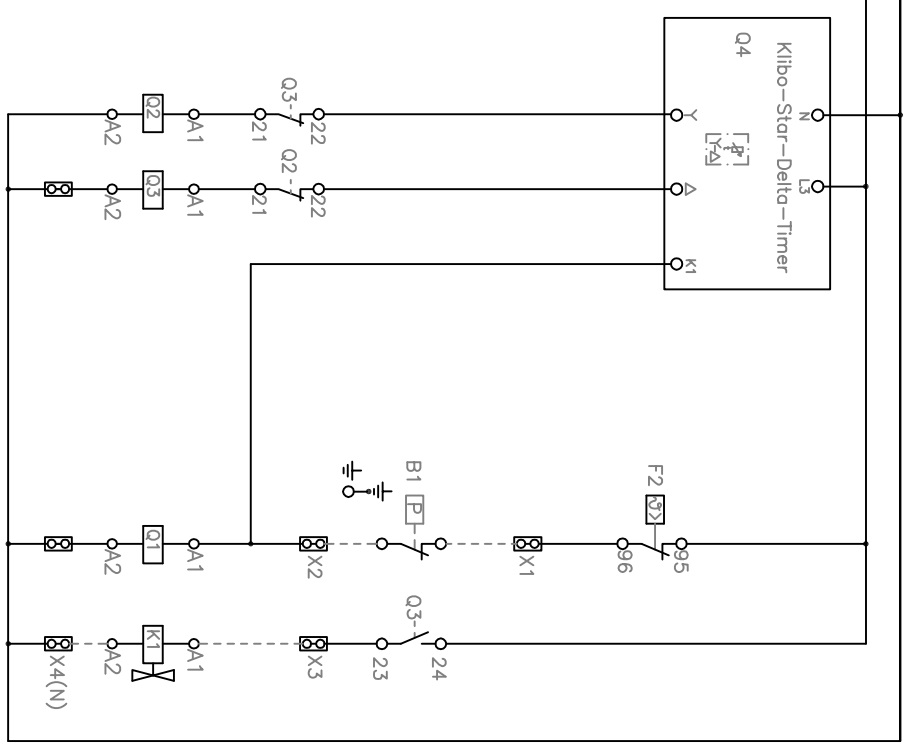 Klibo-Star-Delta-Timer
Q4
N
L3
Y
Y-Δ
Δ
K1
Q3
22
21
A1
Q2
A2
Q2
22
21
A1
Q3
A2
F2
ϑ>
95
96
X1
B1
P
X2
A1
Q1
A2
Q3
24
23
X3
A1
K1
A2
X4(N)